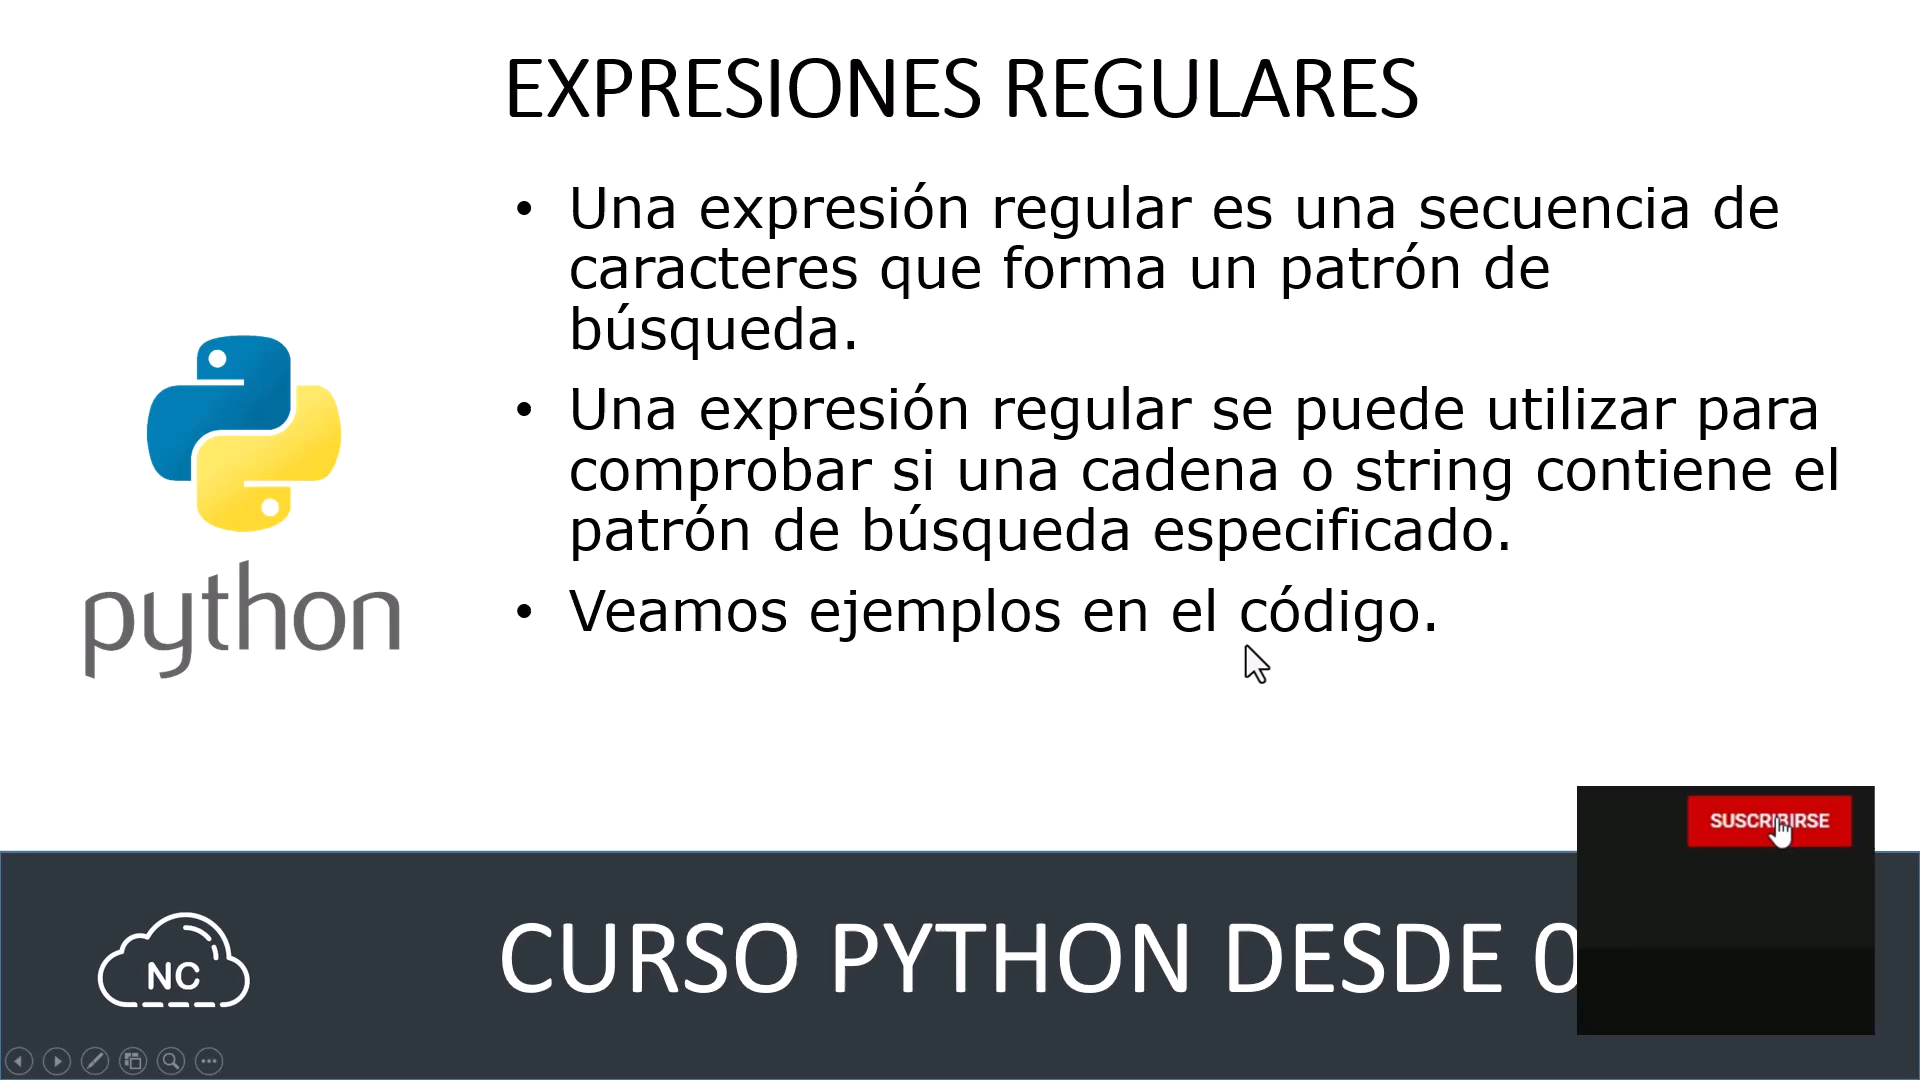 EXPRESIONES REGULARES
• Una expresión regular es una secuencia de
caracteres que forma un patrón de
búsqueda.
• Una expresión regular se puede utilizar para
comprobar si una cadena o string contiene el
patrón de búsqueda especificado.
• Veamos ejemplos en el código.
python
SUSCRIBIRSE
NC
CURSO PYTHON DESDE 0